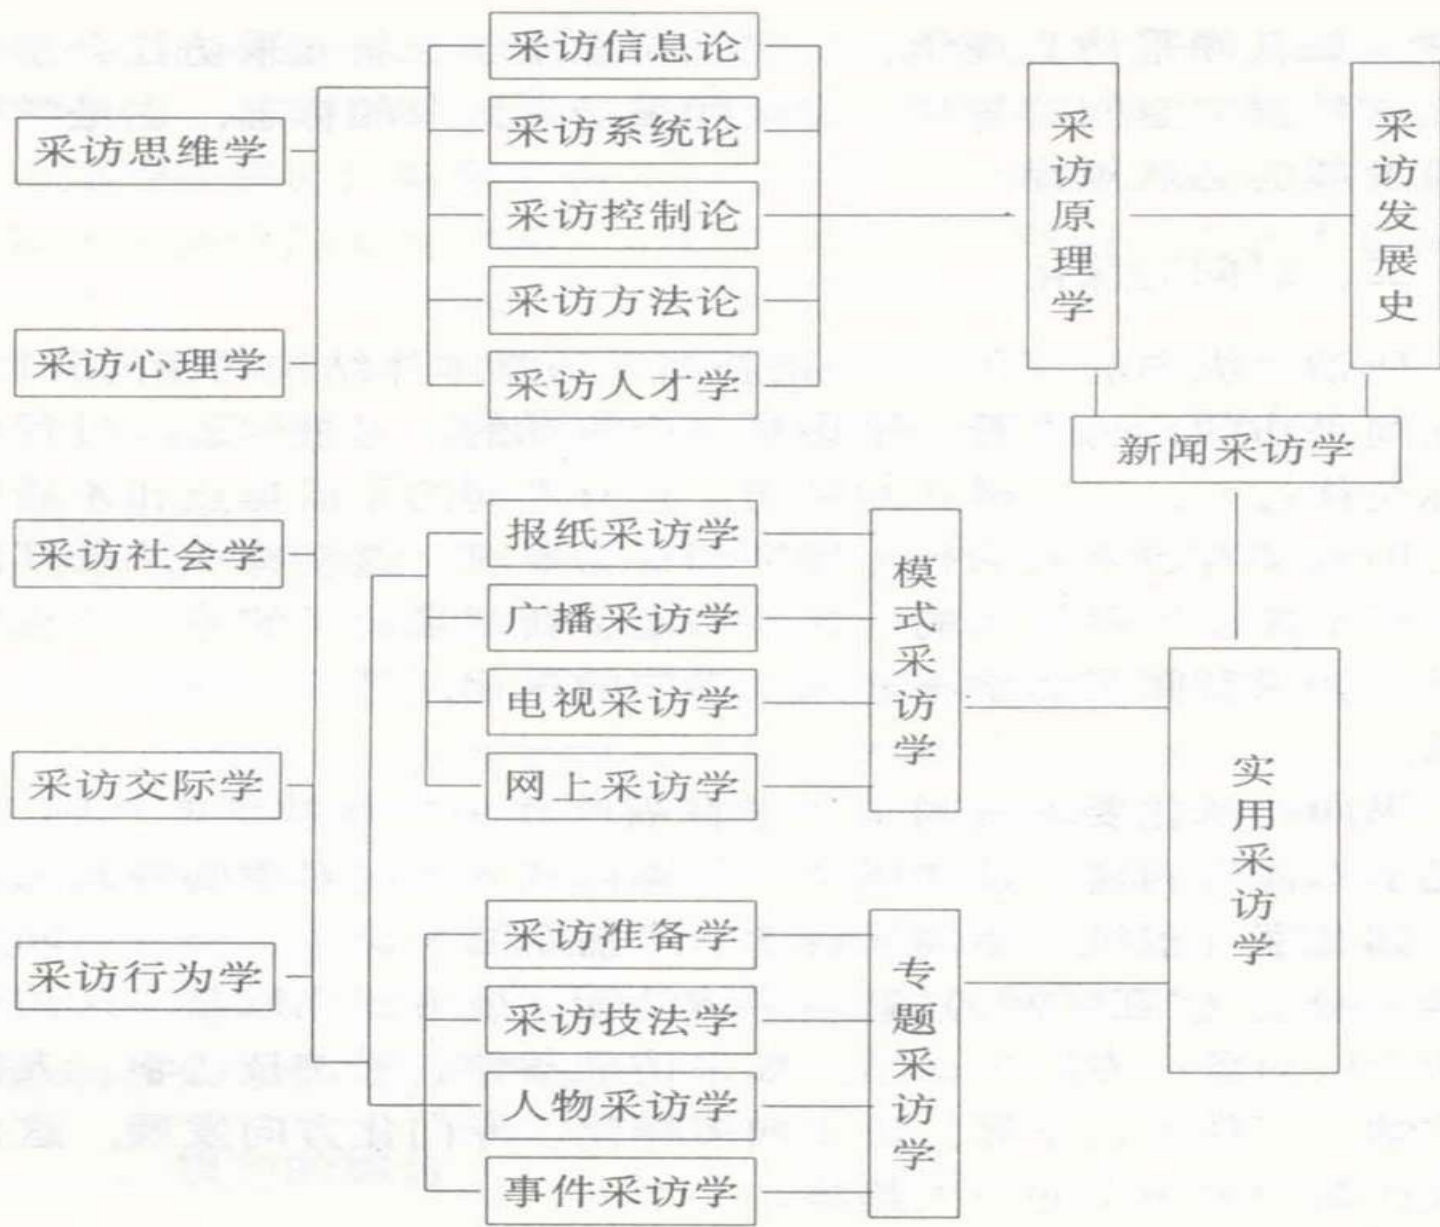 采访思维学
采访心理学
采访社会学
采访交际学
采访行为学
采访信息论
采访系统论
采访控制论
采访方法论
采访人才学
报纸采访学
广播采访学
电视采访学
网上采访学
采访准备学
采访技法学
人物采访学
事件采访学
模式采访学
专题采访学
采访原理学
采访发展史
新闻采访学
实用采访学